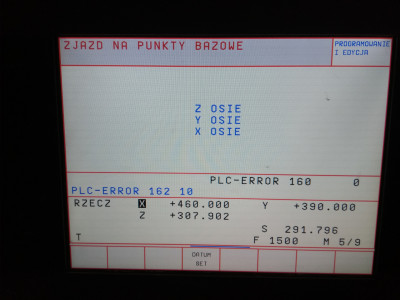 ZJAZD NA PUNKTY BAZOWE
PROGRAMOWANIE
I EDYCJA
Z OSIE
Y OSIE
X OSIE
PLC-ERROR 160 0
PLC-ERROR 162 10
RZECZ X +460.000 Y +390.000
Z +307.902
S 291.796
T F 1500 M 5/9
DATUM
SET